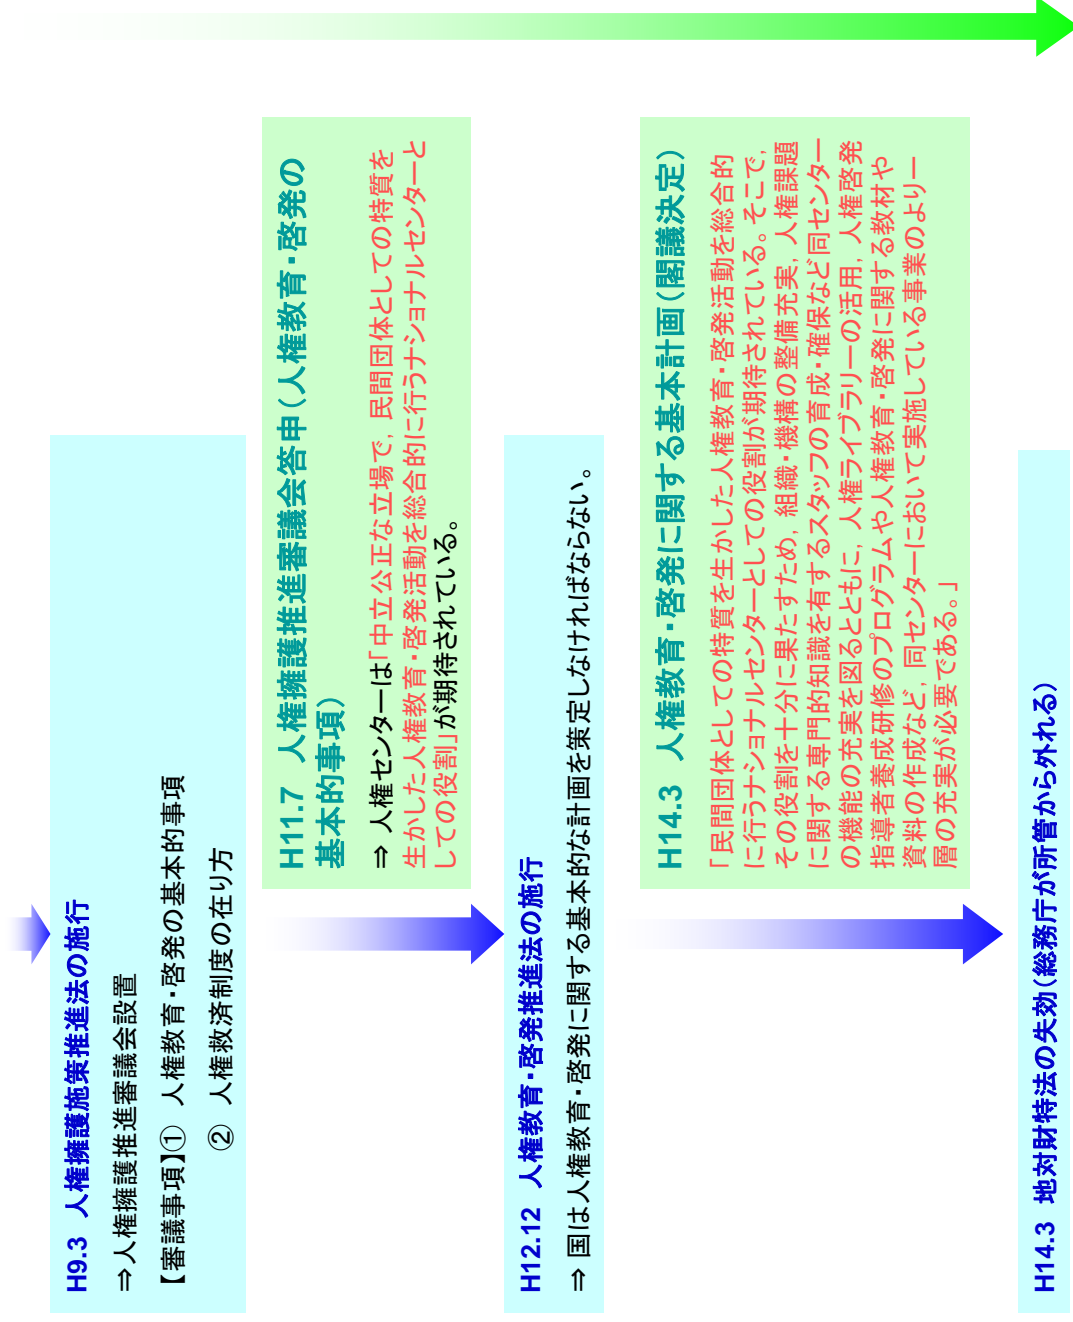 H9.3 人権擁護施策推進法の施行
⇒人権擁護推進審議会設置
【審議事項】① 人権教育・啓発の基本的事項
② 人権救済制度の在り方
H11.7 人権擁護推進審議会答申（人権教育・啓発の
基本的事項）
⇒ 人権センターは「中立公正な立場で，民間団体としての特質を
生かした人権教育・啓発活動を総合的に行うナショナルセンターと
しての役割」が期待されている。
H12.12 人権教育・啓発推進法の施行
⇒ 国は人権教育・啓発に関する基本的な計画を策定しなければならない。
H14.3 人権教育・啓発に関する基本計画（閣議決定）
「民間団体としての特質を生かした人権教育・啓発活動を総合的
に行うナショナルセンターとしての役割が期待されている。そこで，
その役割を十分に果たすため，組織・機構の整備充実，人権課題
に関する専門的知識を有するスタッフの育成・確保など同センター
の機能の充実を図るとともに，人権ライブラリーの活用，人権啓発
指導者養成研修のプログラムや人権教育・啓発に関する教材や
資料の作成など，同センターにおいて実施している事業のより一
層の充実が必要である。」
H14.3 地対財特法の失効（総務庁が所管から外れる）